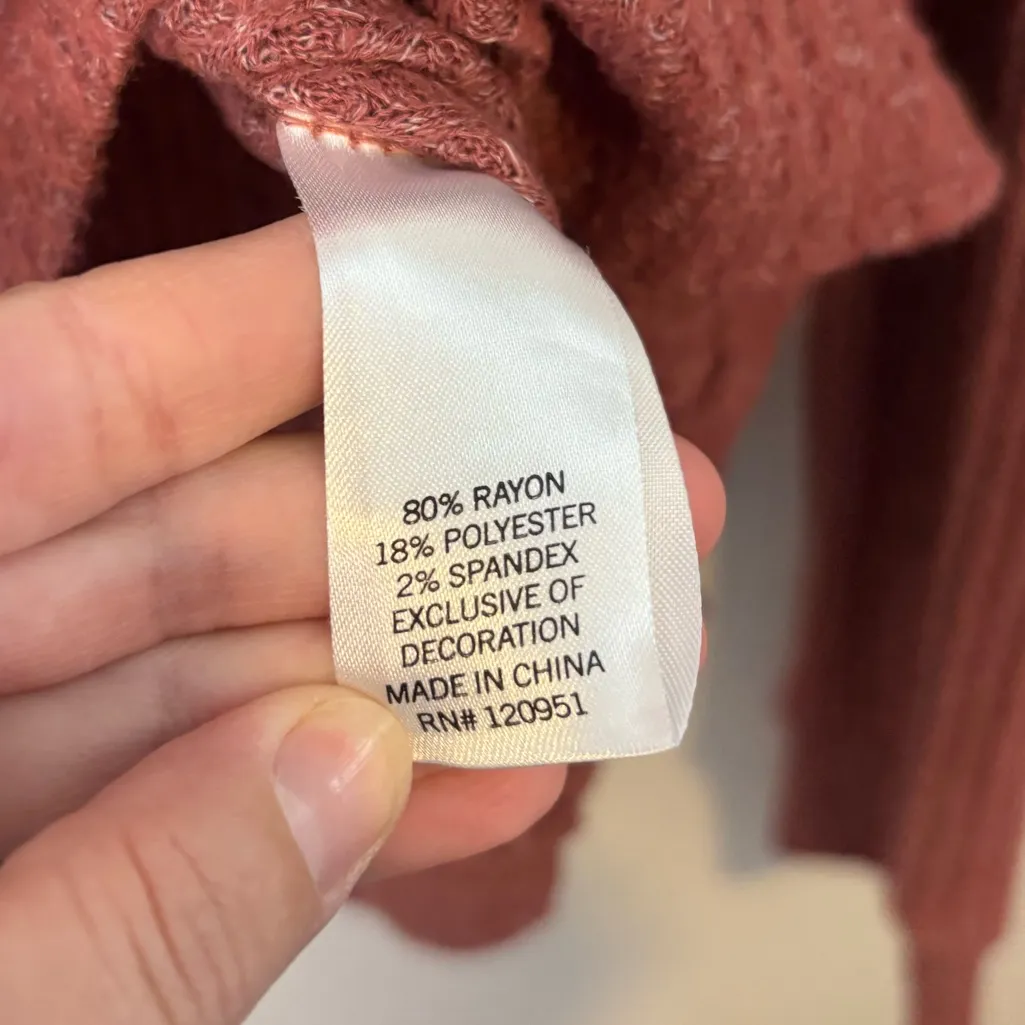 80% RAYON
18% POLYESTER
2% SPANDEX
EXCLUSIVE OF
DECORATION
MADE IN CHINA
RN# 120951